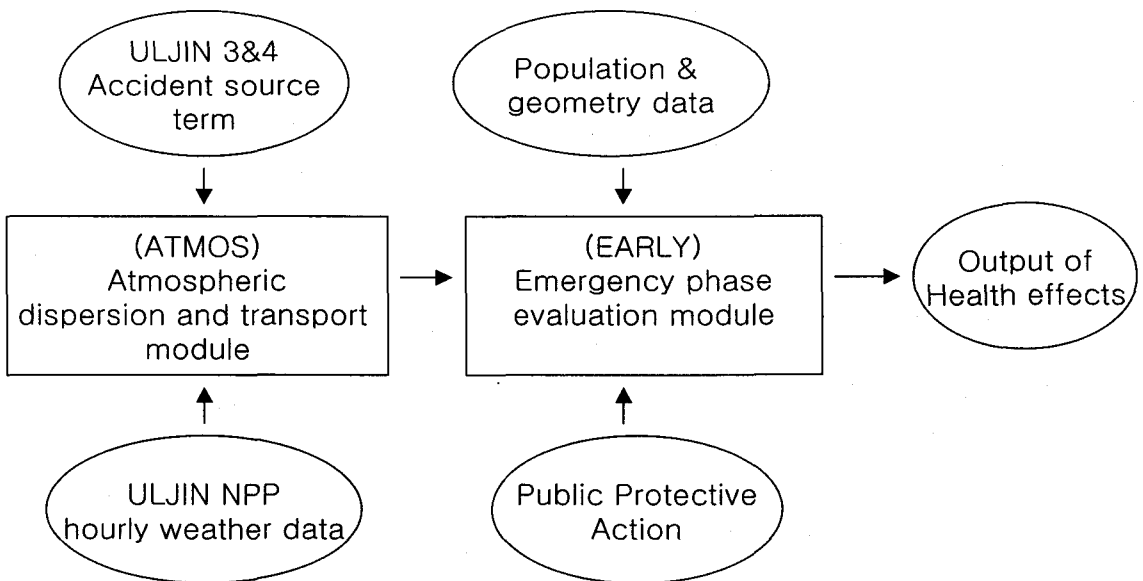 ULJIN 3&4
Accident source
term
Population &
geometry data
(ATMOS)
Atmospheric
dispersion and transport
module
(EARLY)
Emergency phase
evaluation module
Output of
Health effects
ULJIN NPP
hourly weather data
Public Protective
Action